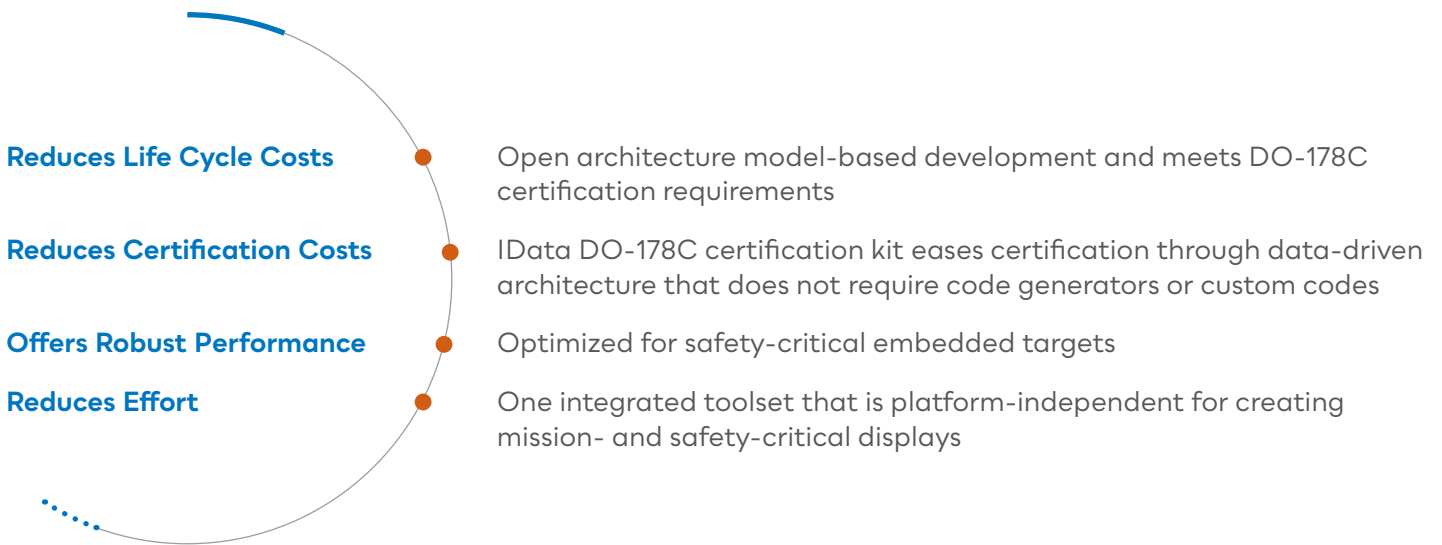 Reduces Life Cycle Costs
Open architecture model-based development and meets DO-178C
certification requirements
Reduces Certification Costs
IData DO-178C certification kit eases certification through data-driven
architecture that does not require code generators or custom codes
Offers Robust Performance
Optimized for safety-critical embedded targets
Reduces Effort
One integrated toolset that is platform-independent for creating
mission- and safety-critical displays